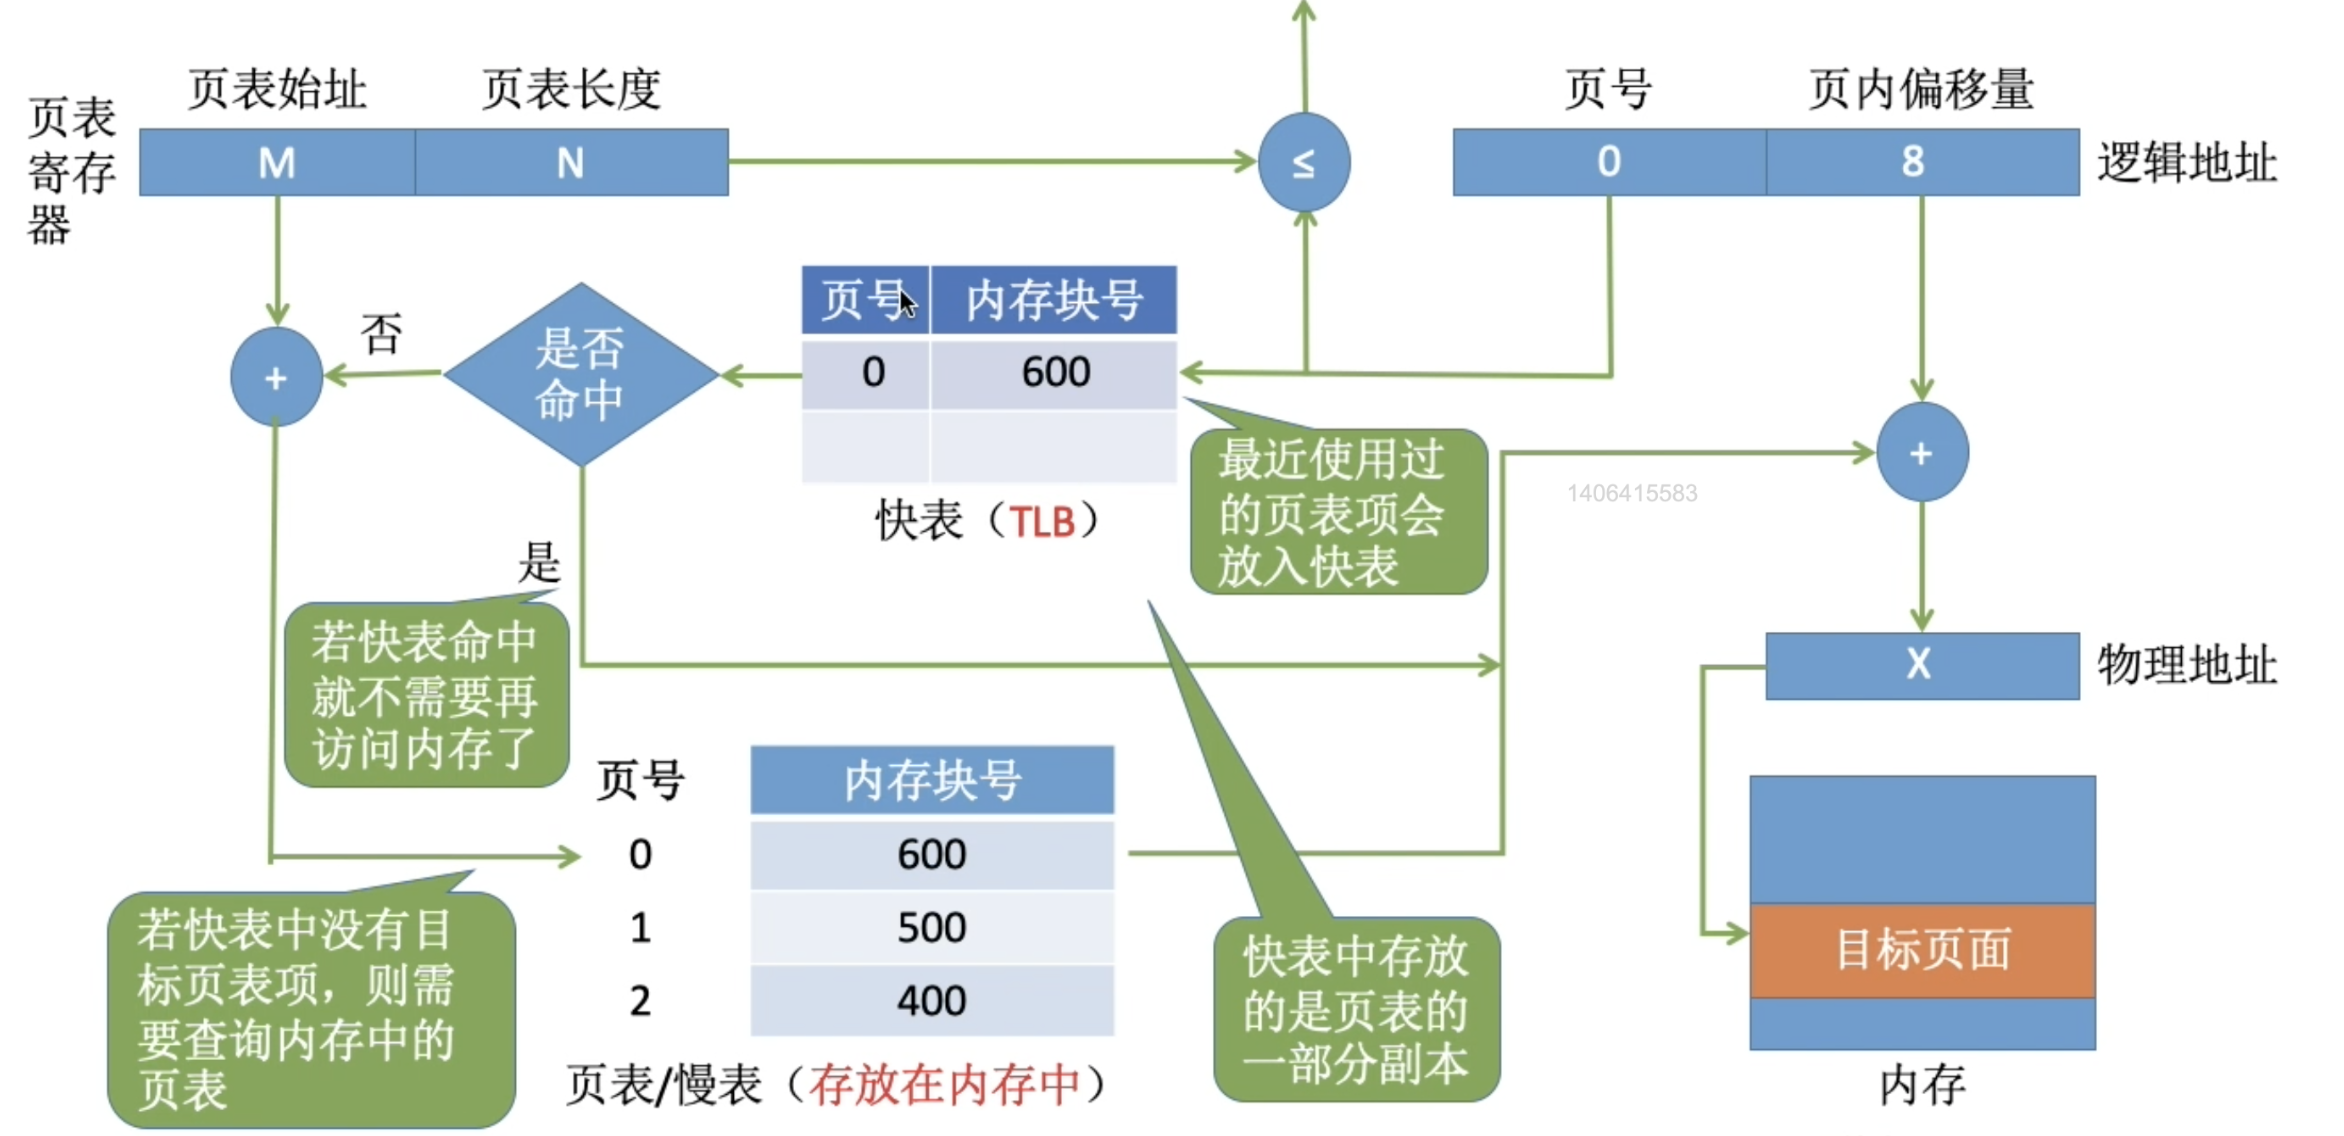 页表始址
页表长度
页号
页内偏移量
页表
寄存
器
M
N
≤
0
8
逻辑地址
页号
内存块号
否
是否
命中
+
0
600
最近使用过
的页表项会
放入快表
+
1406415583
快表（TLB）
是
若快表命中
就不需要再
访问内存了
X
物理地址
页号
内存块号
0
600
1
500
2
400
若快表中没有目
标页表项，则需
要查询内存中的
页表
快表中存放
的是页表的
一部分副本
目标页面
页表/慢表（存放在内存中）
内存